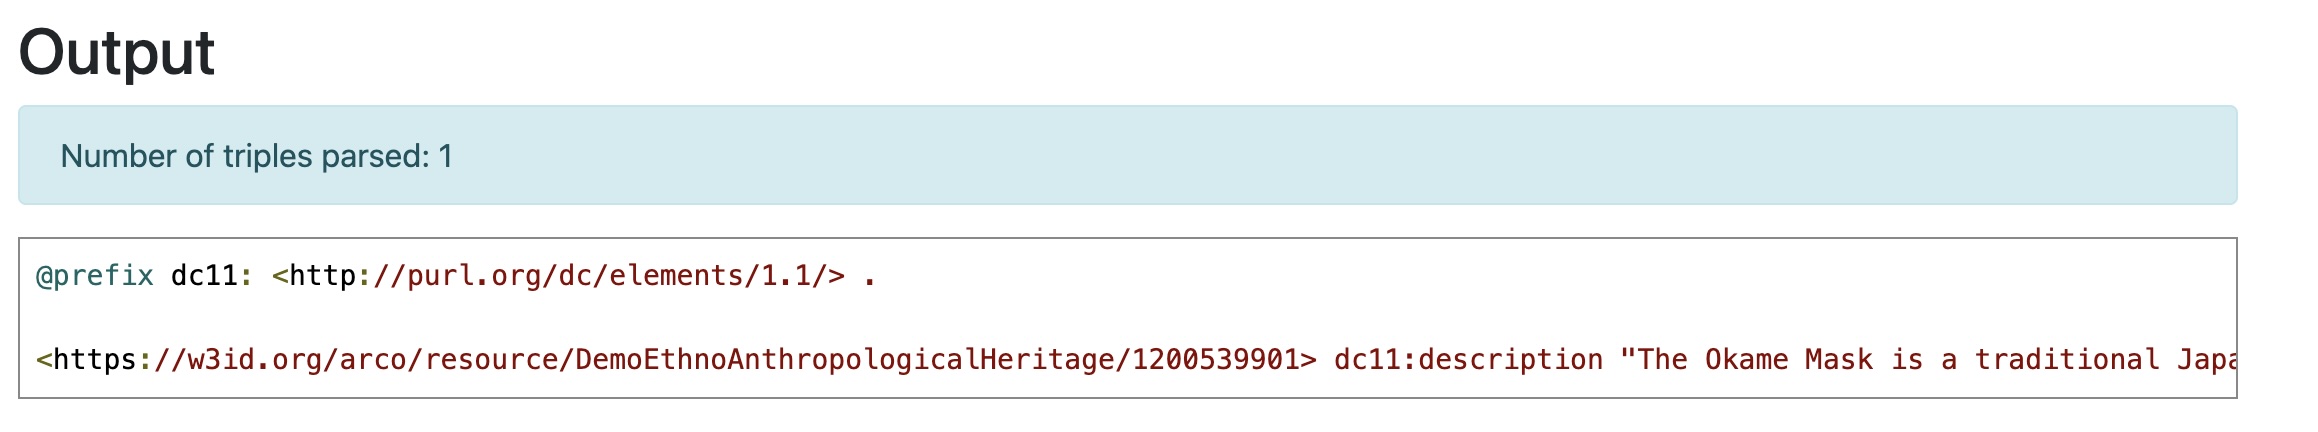 Output
Number of triples parsed: 1
@prefix dc11: <http://purl.org/dc/elements/1.1/> .
<https://w3id.org/arco/resource/DemoEthnoAnthropologicalHeritage/1200539901> dc11:description "The Okame Mask is a traditional